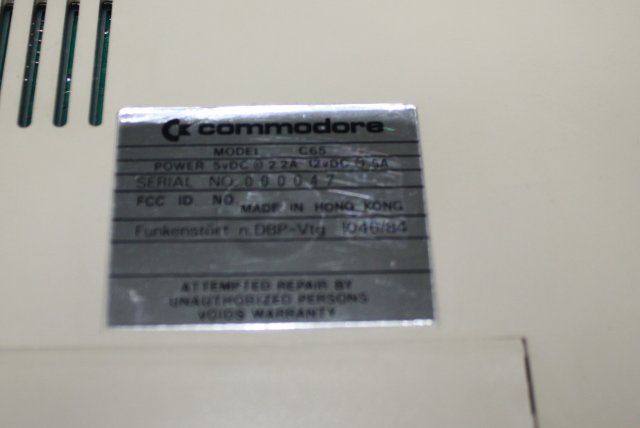 commodore
MODEL C65
POWER 5VDC @ 2.2A 12VDC @ .5A
SERIAL NO. 000047
FCC ID NO.
MADE IN HONG KONG
Funkenstört n. DBP-Vfg 1046/84
ATTEMPTED REPAIR BY
UNAUTHORIZED PERSONS
VOIDS WARRANTY